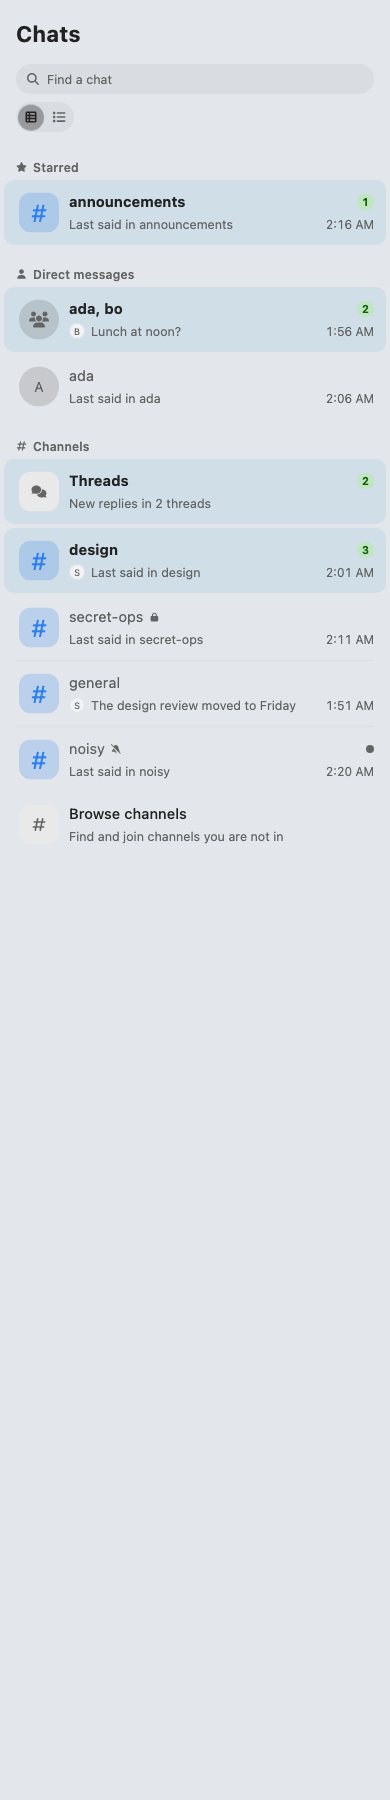 Chats
Find a chat
Starred
# announcements 1
Last said in announcements 2:16 AM
Direct messages
ada, bo 2
B Lunch at noon? 1:56 AM
A ada
Last said in ada 2:06 AM
# Channels
Threads 2
New replies in 2 threads
# design 3
S Last said in design 2:01 AM
# secret-ops
Last said in secret-ops 2:11 AM
# general
S The design review moved to Friday 1:51 AM
# noisy
Last said in noisy 2:20 AM
# Browse channels
Find and join channels you are not in